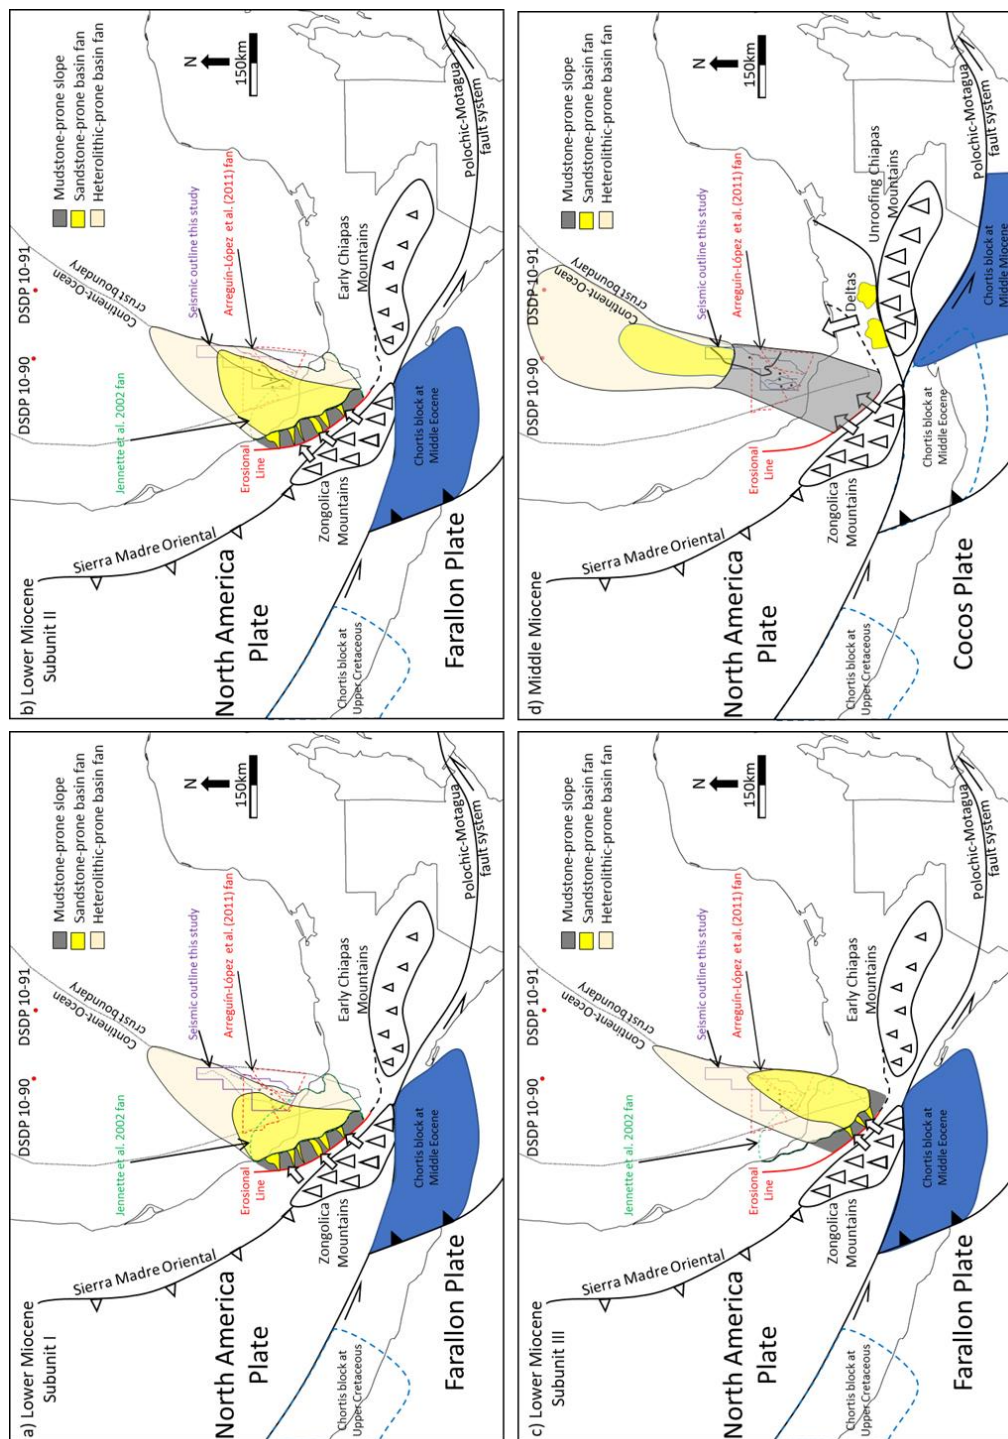 a) Lower Miocene
Subunit I
DSDP 10-90
DSDP 10-91
Continent-Ocean
crust boundary
Mudstone-prone slope
Sandstone-prone basin fan
Heterolithic-prone basin fan
N
150km
Jennette et al. 2002 fan
Seismic outline this study
Arreguín-López et al. (2011) fan
Erosional
Line
Sierra Madre Oriental
Zongolica
Mountains
Early Chiapas
Mountains
North America
Plate
Chortis block at
Upper Cretaceous
Chortis block at
Middle Eocene
Farallon Plate
Polochic-Motagua
fault system
b) Lower Miocene
Subunit II
DSDP 10-90
DSDP 10-91
Continent-Ocean
crust boundary
Mudstone-prone slope
Sandstone-prone basin fan
Heterolithic-prone basin fan
N
150km
Jennette et al. 2002 fan
Seismic outline this study
Arreguín-López et al. (2011) fan
Erosional
Line
Sierra Madre Oriental
Zongolica
Mountains
Early Chiapas
Mountains
North America
Plate
Chortis block at
Upper Cretaceous
Chortis block at
Middle Eocene
Farallon Plate
Polochic-Motagua
fault system
c) Lower Miocene
Subunit III
DSDP 10-90
DSDP 10-91
Continent-Ocean
crust boundary
Mudstone-prone slope
Sandstone-prone basin fan
Heterolithic-prone basin fan
N
150km
Jennette et al. 2002 fan
Seismic outline this study
Arreguín-López et al. (2011) fan
Erosional
Line
Sierra Madre Oriental
Zongolica
Mountains
Early Chiapas
Mountains
North America
Plate
Chortis block at
Upper Cretaceous
Chortis block at
Middle Eocene
Farallon Plate
Polochic-Motagua
fault system
d) Middle Miocene
DSDP 10-90
DSDP 10-91
Continent-Ocean
crust boundary
Mudstone-prone slope
Sandstone-prone basin fan
Heterolithic-prone basin fan
N
150km
Seismic outline this study
Arreguín-López et al. (2011) fan
Erosional
Line
Sierra Madre Oriental
Zongolica
Mountains
Deltas
Unroofing Chiapas
Mountains
North America
Plate
Chortis block at
Upper Cretaceous
Chortis block at
Middle Eocene
Chortis block at
Middle Miocene
Cocos Plate
Polochic-Motagua
fault system